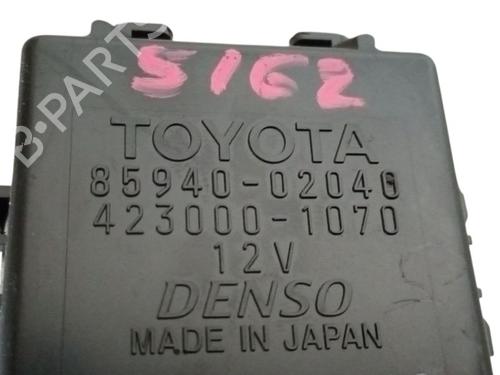 5162
TOYOTA
85940-02040
423000-1070
12V
DENSO
MADE IN JAPAN
B-PARTS